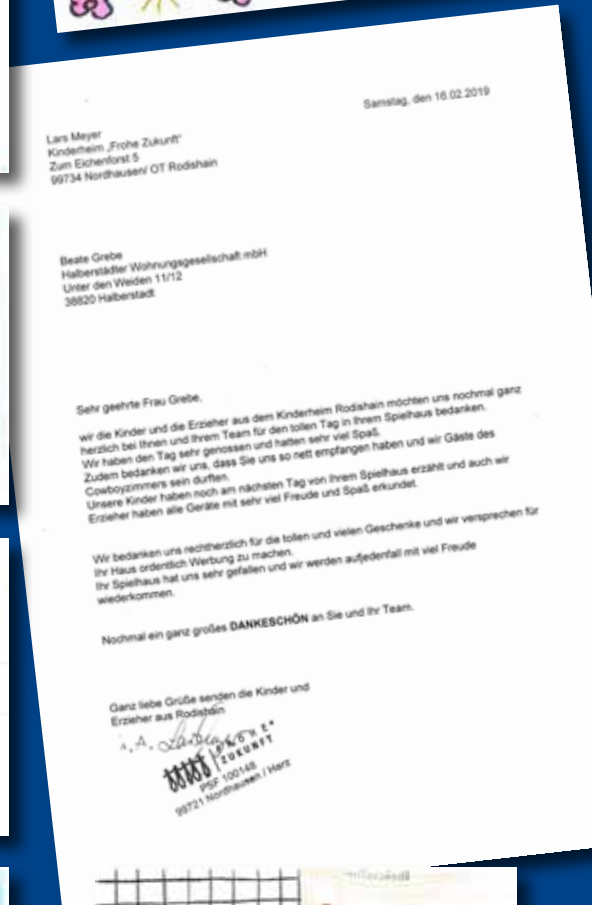 Samstag, den 16.02.2019
Lars Meyer
Kinderheim „Frohe Zukunft“
Zum Eichenforst 5
99734 Nordhausen/ OT Rodishain
Beate Grebe
Halberstädter Wohnungsgesellschaft mbH
Unter den Weiden 11/12
38820 Halberstadt
Sehr geehrte Frau Grebe,
wir die Kinder und die Erzieher aus dem Kinderheim Rodishain möchten uns nochmal ganz
herzlich bei Ihnen und Ihrem Team für den tollen Tag in Ihrem Spielhaus bedanken.
Wir haben den Tag sehr genossen und hatten sehr viel Spaß.
Zudem bedanken wir uns, dass Sie uns so nett empfangen haben und wir Gäste des
Cowboyzimmers sein durften.
Unsere Kinder haben noch am nächsten Tag von Ihrem Spielhaus erzählt und auch wir
Erzieher haben alle Geräte mit sehr viel Freude und Spaß erkundet.
Wir bedanken uns rechtherzlich für die tollen und vielen Geschenke und wir versprechen für
Ihr Haus ordentlich Werbung zu machen.
Ihr Spielhaus hat uns sehr gefallen und wir werden aufjedenfall mit viel Freude
wiederkommen.
Nochmal ein ganz großes DANKESCHÖN an Sie und Ihr Team.
Ganz liebe Grüße senden die Kinder und
Erzieher aus Rodishain
i. A.
FROHE
ZUKUNFT
PSF 100148
99721 Nordhausen / Harz